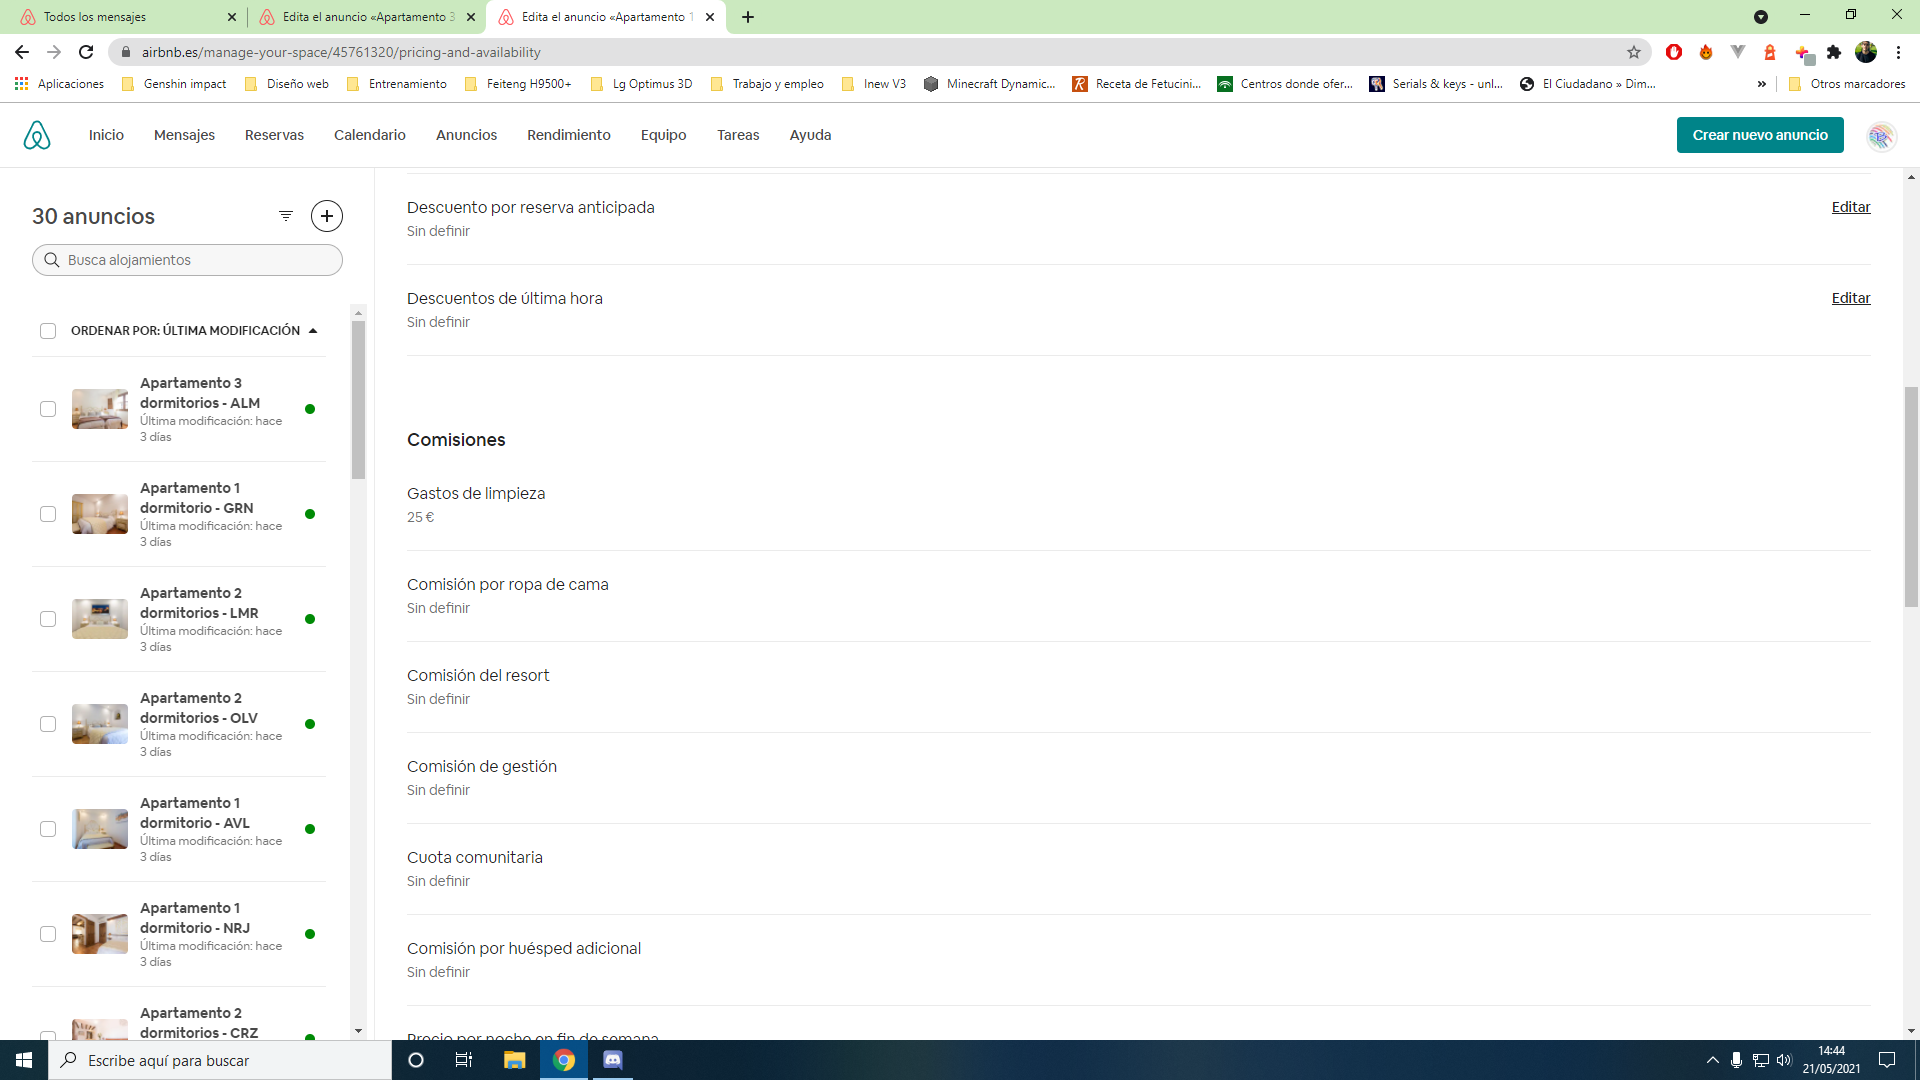 Todos los mensajes
Edita el anuncio «Apartamento 3
Edita el anuncio «Apartamento 1
airbnb.es/manage-your-space/45761320/pricing-and-availability
Aplicaciones
Genshin impact
Diseño web
Entrenamiento
Feiteng H9500+
Lg Optimus 3D
Trabajo y empleo
Inew V3
Minecraft Dynamic...
Receta de Fetucini...
Centros donde ofer...
Serials & keys - unl...
El Ciudadano » Dim...
»
Otros marcadores
Inicio
Mensajes
Reservas
Calendario
Anuncios
Rendimiento
Equipo
Tareas
Ayuda
Crear nuevo anuncio
30 anuncios
Busca alojamientos
ORDENAR POR: ÚLTIMA MODIFICACIÓN
Apartamento 3
dormitorios - ALM
Última modificación: hace
3 días
Apartamento 1
dormitorio - GRN
Última modificación: hace
3 días
Apartamento 2
dormitorios - LMR
Última modificación: hace
3 días
Apartamento 2
dormitorios - OLV
Última modificación: hace
3 días
Apartamento 1
dormitorio - AVL
Última modificación: hace
3 días
Apartamento 1
dormitorio - NRJ
Última modificación: hace
3 días
Apartamento 2
dormitorios - CRZ
Descuento por reserva anticipada
Editar
Sin definir
Descuentos de última hora
Editar
Sin definir
Comisiones
Gastos de limpieza
25 €
Comisión por ropa de cama
Sin definir
Comisión del resort
Sin definir
Comisión de gestión
Sin definir
Cuota comunitaria
Sin definir
Comisión por huésped adicional
Sin definir
Precio por noche en fin de semana
Escribe aquí para buscar
14:44
21/05/2021